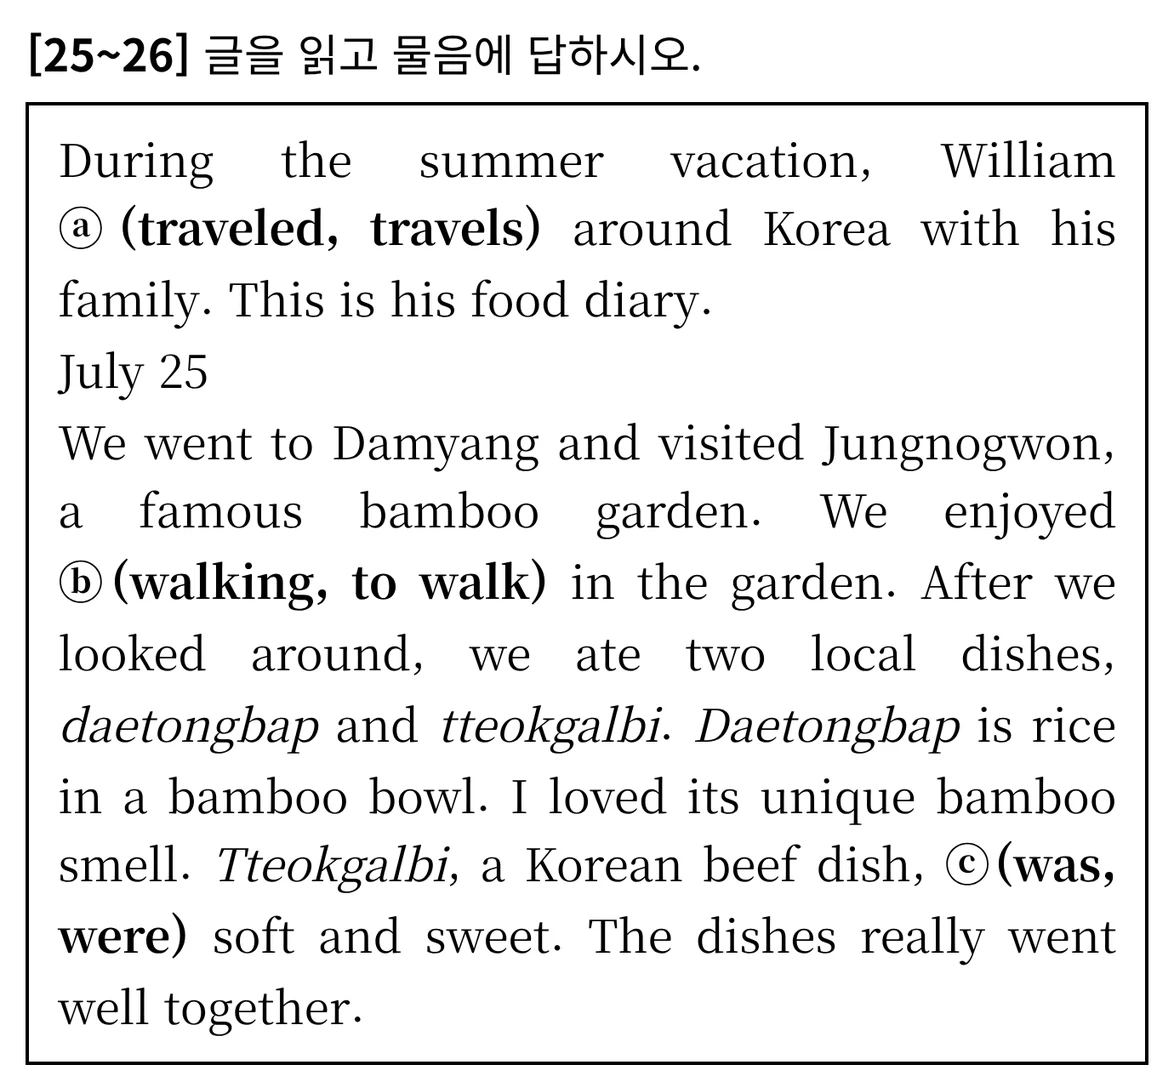 [25~26] 글을 읽고 물음에 답하시오.
During the summer vacation, William
ⓐ (traveled, travels) around Korea with his
family. This is his food diary.
July 25
We went to Damyang and visited Jungnogwon,
a famous bamboo garden. We enjoyed
ⓑ (walking, to walk) in the garden. After we
looked around, we ate two local dishes,
daetongbap and tteokgalbi. Daetongbap is rice
in a bamboo bowl. I loved its unique bamboo
smell. Tteokgalbi, a Korean beef dish, ⓒ (was,
were) soft and sweet. The dishes really went
well together.